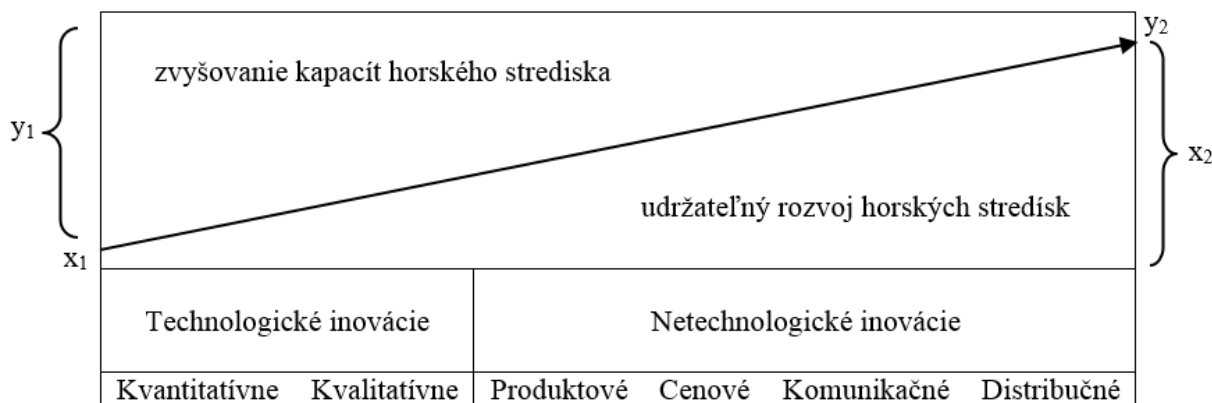 y2
zvyšovanie kapacít horského strediska
y1
x2
udržateľný rozvoj horských stredísk
x1
Technologické inovácie Netechnologické inovácie
Kvantitatívne Kvalitatívne Produktové Cenové Komunikačné Distribučné